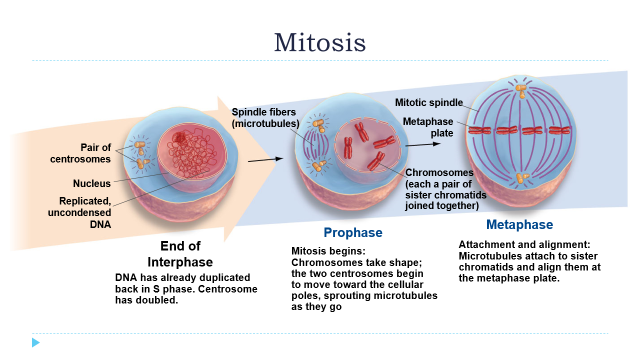 Mitosis
Pair of
centrosomes
Nucleus
Replicated,
uncondensed
DNA
End of
Interphase
DNA has already duplicated
back in S phase. Centrosome
has doubled.
Spindle fibers
(microtubules)
Chromosomes
(each a pair of
sister chromatids
joined together)
Prophase
Mitosis begins:
Chromosomes take shape;
the two centrosomes begin
to move toward the cellular
poles, sprouting microtubules
as they go
Mitotic spindle
Metaphase
plate
Metaphase
Attachment and alignment:
Microtubules attach to sister
chromatids and align them at
the metaphase plate.